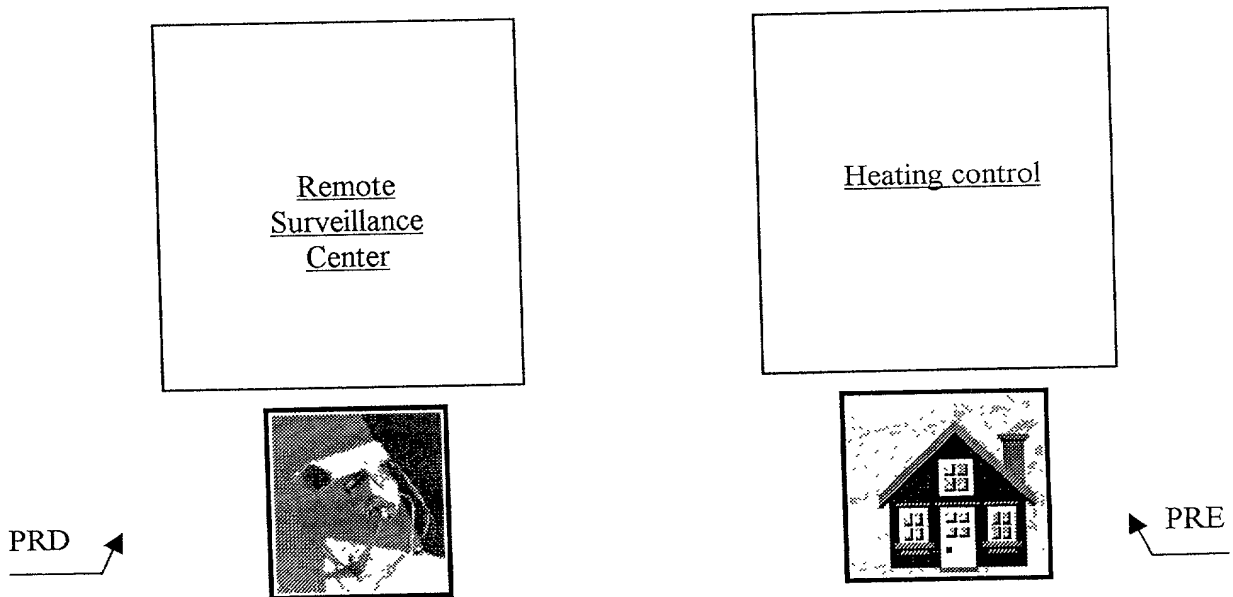 Remote
Surveillance
Center
Heating control
PRD
PRE